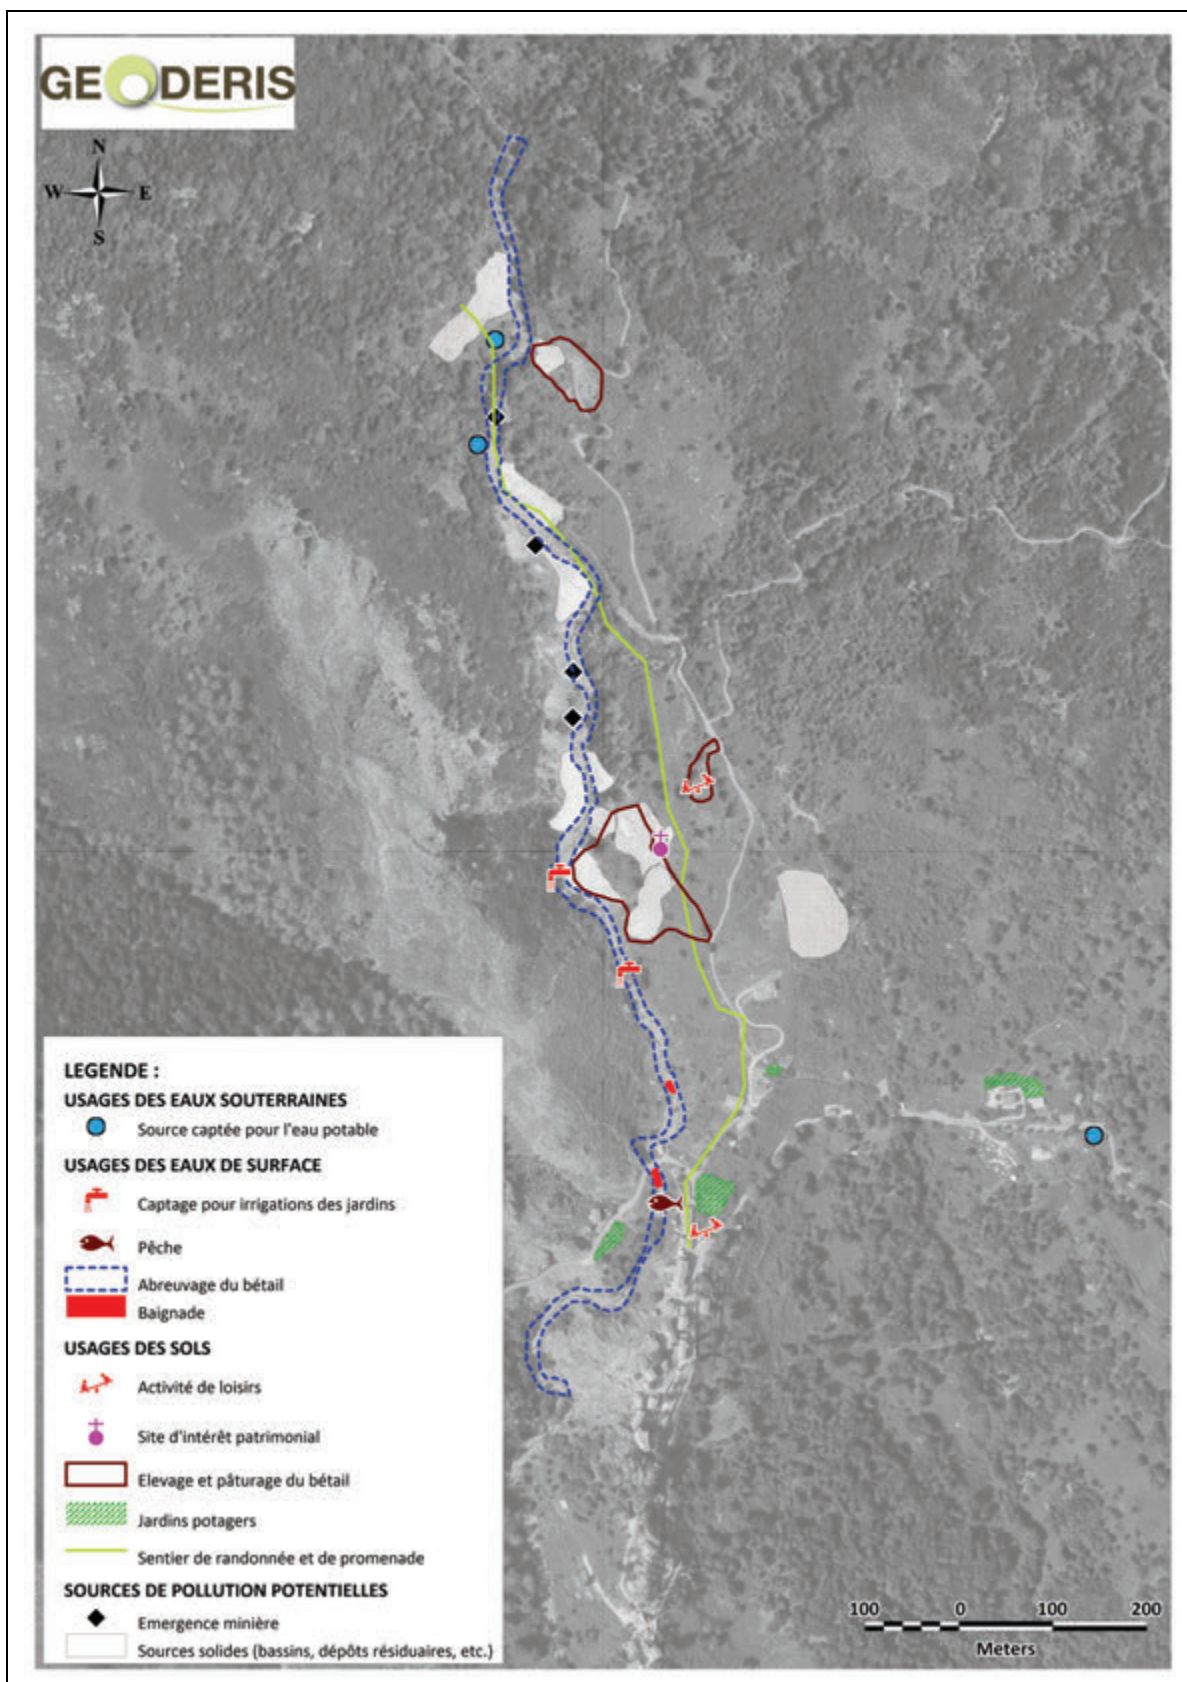 GEODERIS
N
W E
S
LEGENDE :
USAGES DES EAUX SOUTERRAINES
Source captée pour l'eau potable
USAGES DES EAUX DE SURFACE
Captage pour irrigations des jardins
Pêche
Abreuvage du bétail
Baignade
USAGES DES SOLS
Activité de loisirs
Site d'intérêt patrimonial
Elevage et pâturage du bétail
Jardins potagers
Sentier de randonnée et de promenade
SOURCES DE POLLUTION POTENTIELLES
Emergence minière
Sources solides (bassins, dépôts résiduaires, etc.)
100 0 100 200
Meters